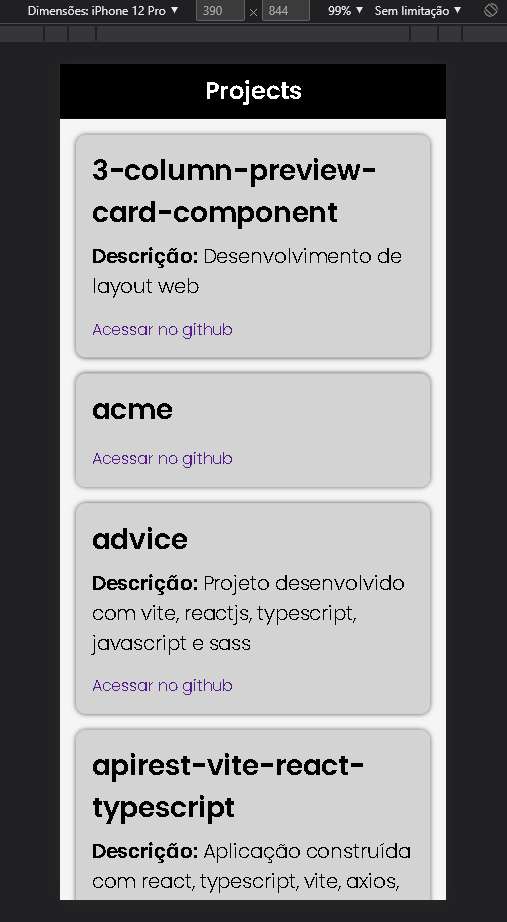 Dimensões: iPhone 12 Pro ▼ 390 × 844 99% ▼ Sem limitação ▼
Projects
3-column-preview-
card-component
Descrição: Desenvolvimento de
layout web
Acessar no github
acme
Acessar no github
advice
Descrição: Projeto desenvolvido
com vite, reactjs, typescript,
javascript e sass
Acessar no github
apirest-vite-react-
typescript
Descrição: Aplicação construída
com react, typescript, vite, axios,